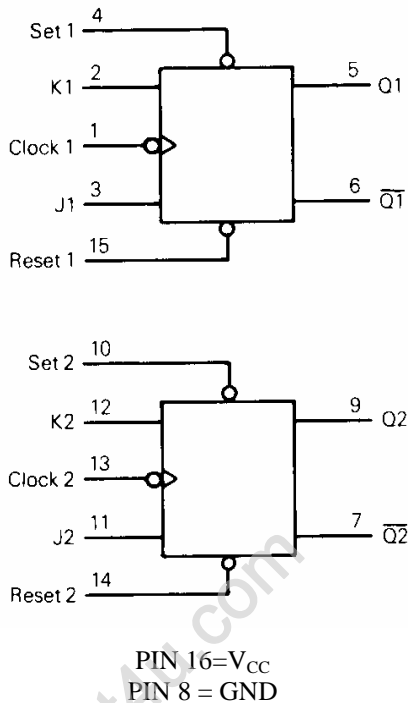 4
Set 1
2
K1
5
Q1
1
Clock 1
3
J1
6
Q1
15
Reset 1
10
Set 2
12
K2
9
Q2
13
Clock 2
11
J2
7
Q2
14
Reset 2
t4u.com
PIN 16=VCC
PIN 8 = GND